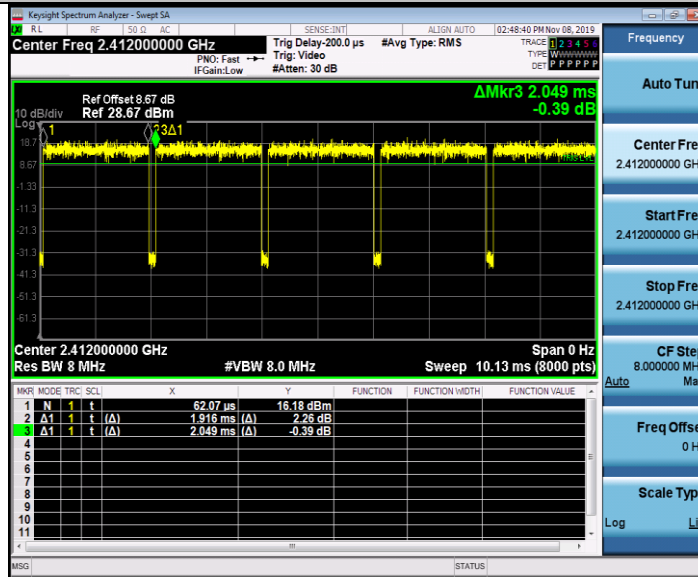 Keysight Spectrum Analyzer - Swept SA
RL RF 50 Ω AC SENSE:INT ALIGN AUTO 02:48:40 PM Nov 08, 2019
Center Freq 2.412000000 GHz
PNO: Fast
IFGain:Low
Trig Delay-200.0 µs
Trig: Video
#Atten: 30 dB
#Avg Type: RMS
TRACE 1 2 3 4 5 6
TYPE WWWWWW
DET P P P P P P
ΔMkr3 2.049 ms
-0.39 dB
Ref Offset 8.67 dB
10 dB/div Ref 28.67 dBm
Log
1
3Δ1
18.7
8.67
-1.33
-11.3
-21.3
-31.3
-41.3
-51.3
-61.3
Center 2.412000000 GHz Span 0 Hz
Res BW 8 MHz #VBW 8.0 MHz Sweep 10.13 ms (8000 pts)
MKR MODE TRC SCL X Y FUNCTION FUNCTION WIDTH FUNCTION VALUE
1 N 1 t 62.07 µs 16.18 dBm
2 Δ1 1 t (Δ) 1.916 ms (Δ) 2.26 dB
3 Δ1 1 t (Δ) 2.049 ms (Δ) -0.39 dB
4
5
6
7
8
9
10
11
MSG STATUS
Frequency
Auto Tun
Center Fre
2.412000000 GH
Start Fre
2.412000000 GH
Stop Fre
2.412000000 GH
CF Ste
8.000000 MH
Auto Ma
Freq Offse
0 H
Scale Typ
Log Li